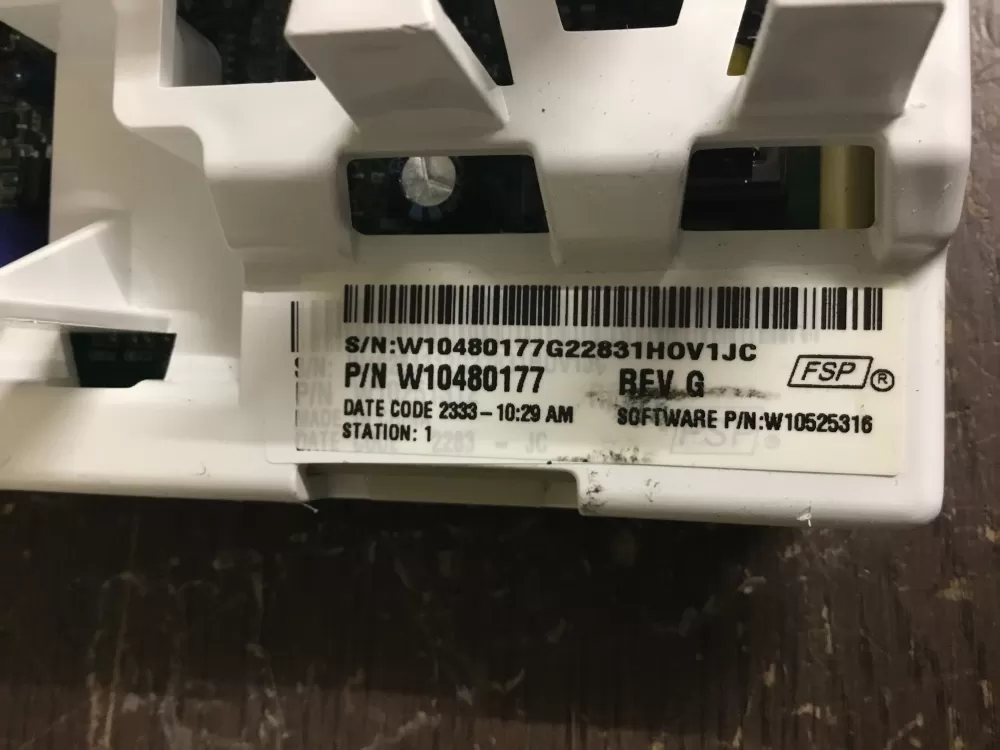 S/N:W10480177G22831HOV1JC
P/N W10480177 REV G
FSP ®
DATE CODE 2333-10:29 AM SOFTWARE P/N:W10525316
STATION: 1